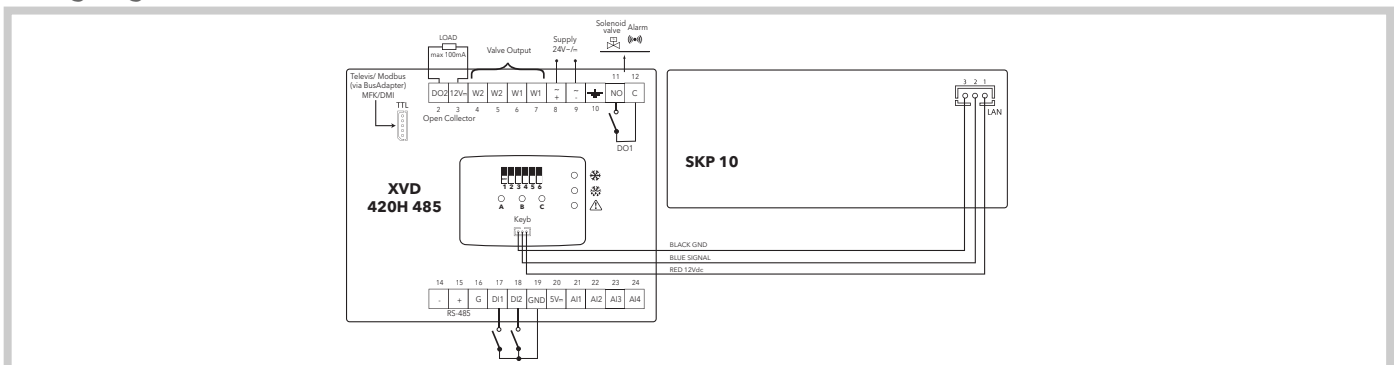 LOAD
max 100mA
Valve Output
Supply
24V~/⎓
Solenoid
valve
Alarm
Televis/ Modbus
(via BusAdapter)
MFK/DMI
TTL
11 12
DO2 12V⎓ W2 W2 W1 W1 ~ + ~ - NO C
2 3 4 5 6 7 8 9 10
Open Collector
DO1
SKP 10
3 2 1
LAN
XVD
420H 485
1 2 3 4 5 6
A B C
Keyb
BLACK GND
BLUE SIGNAL
RED 12Vdc
14 15 16 17 18 19 20 21 22 23 24
- + G DI1 DI2 GND 5V⎓ AI1 AI2 AI3 AI4
RS-485